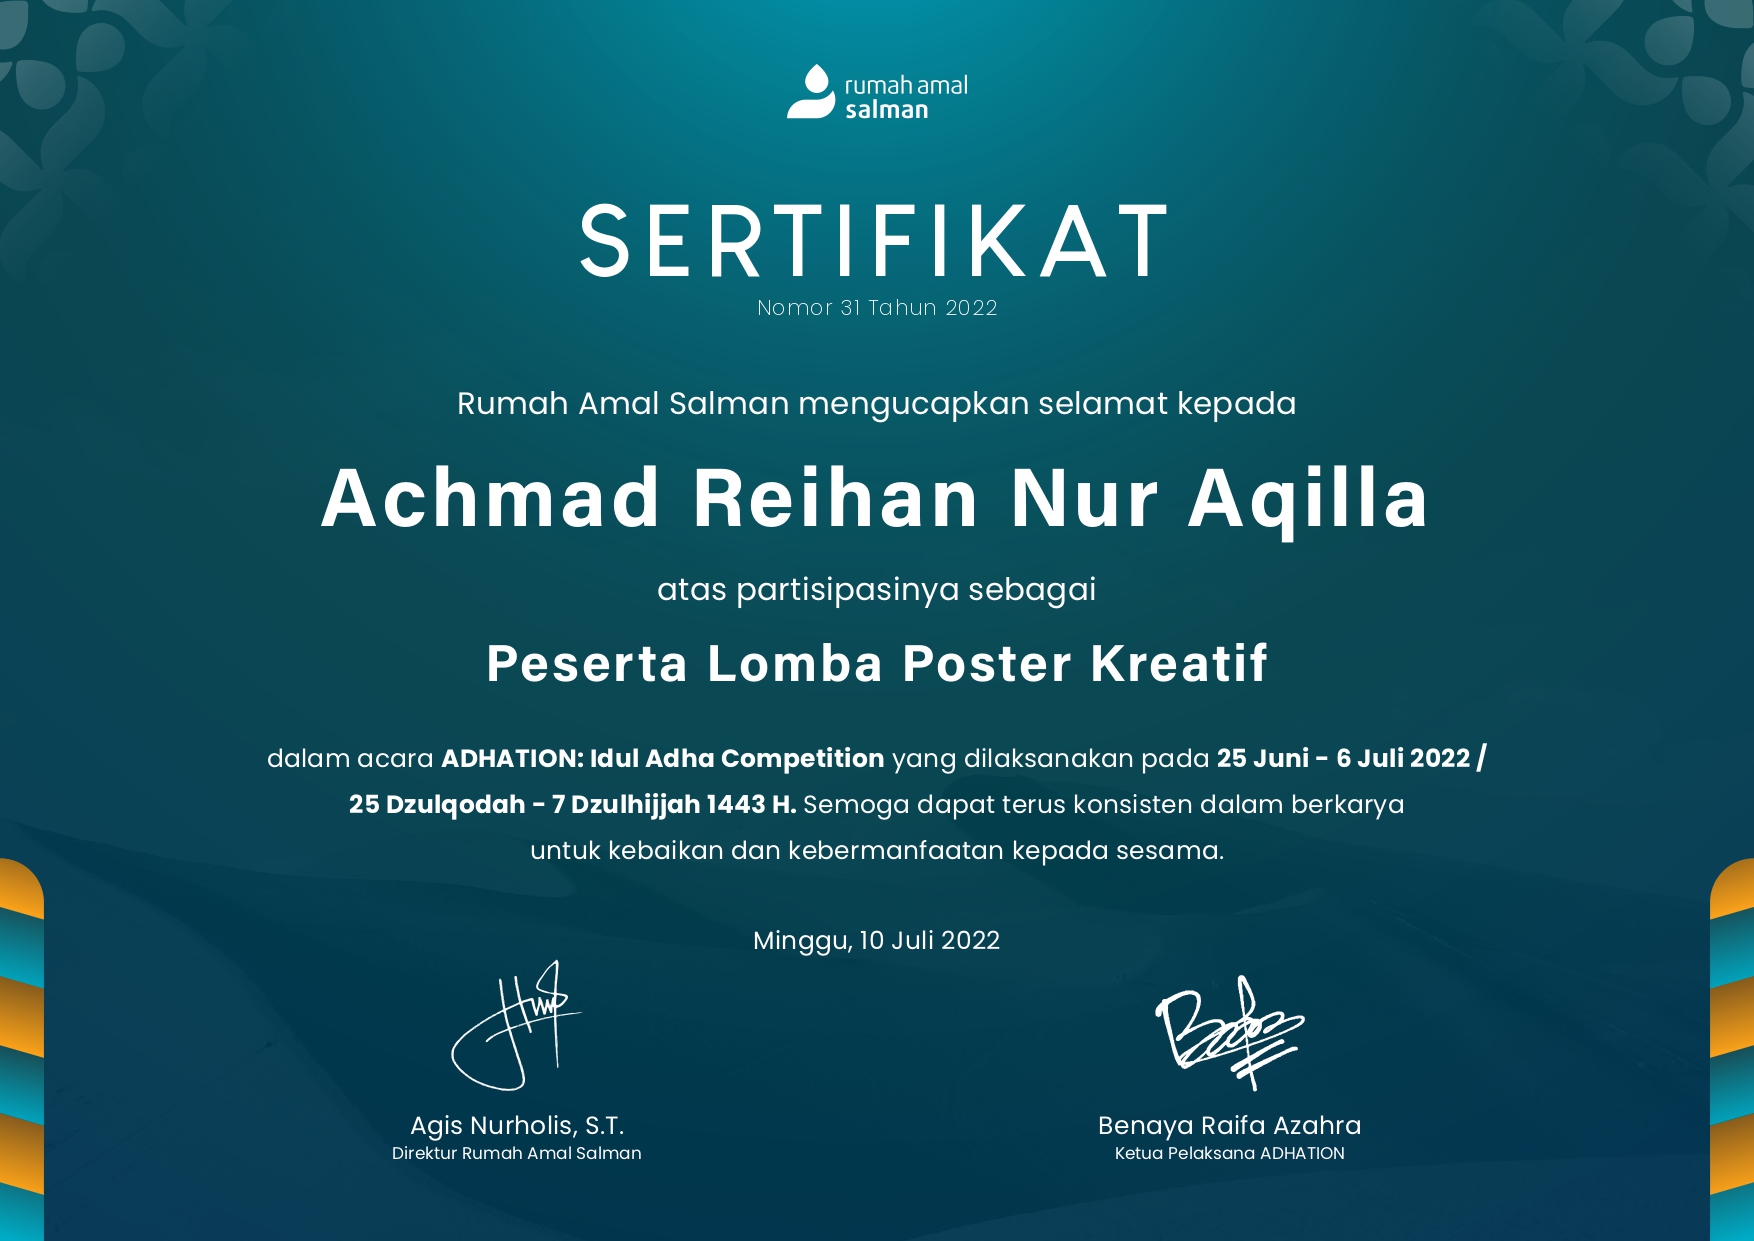 rumah amal
salman
SERTIFIKAT
Nomor 31 Tahun 2022
Rumah Amal Salman mengucapkan selamat kepada
Achmad Reihan Nur Aqilla
atas partisipasinya sebagai
Peserta Lomba Poster Kreatif
dalam acara ADHATION: Idul Adha Competition yang dilaksanakan pada 25 Juni - 6 Juli 2022 /
25 Dzulqodah - 7 Dzulhijjah 1443 H. Semoga dapat terus konsisten dalam berkarya
untuk kebaikan dan kebermanfaatan kepada sesama.
Minggu, 10 Juli 2022
Agis Nurholis, S.T.
Direktur Rumah Amal Salman
Benaya Raifa Azahra
Ketua Pelaksana ADHATION